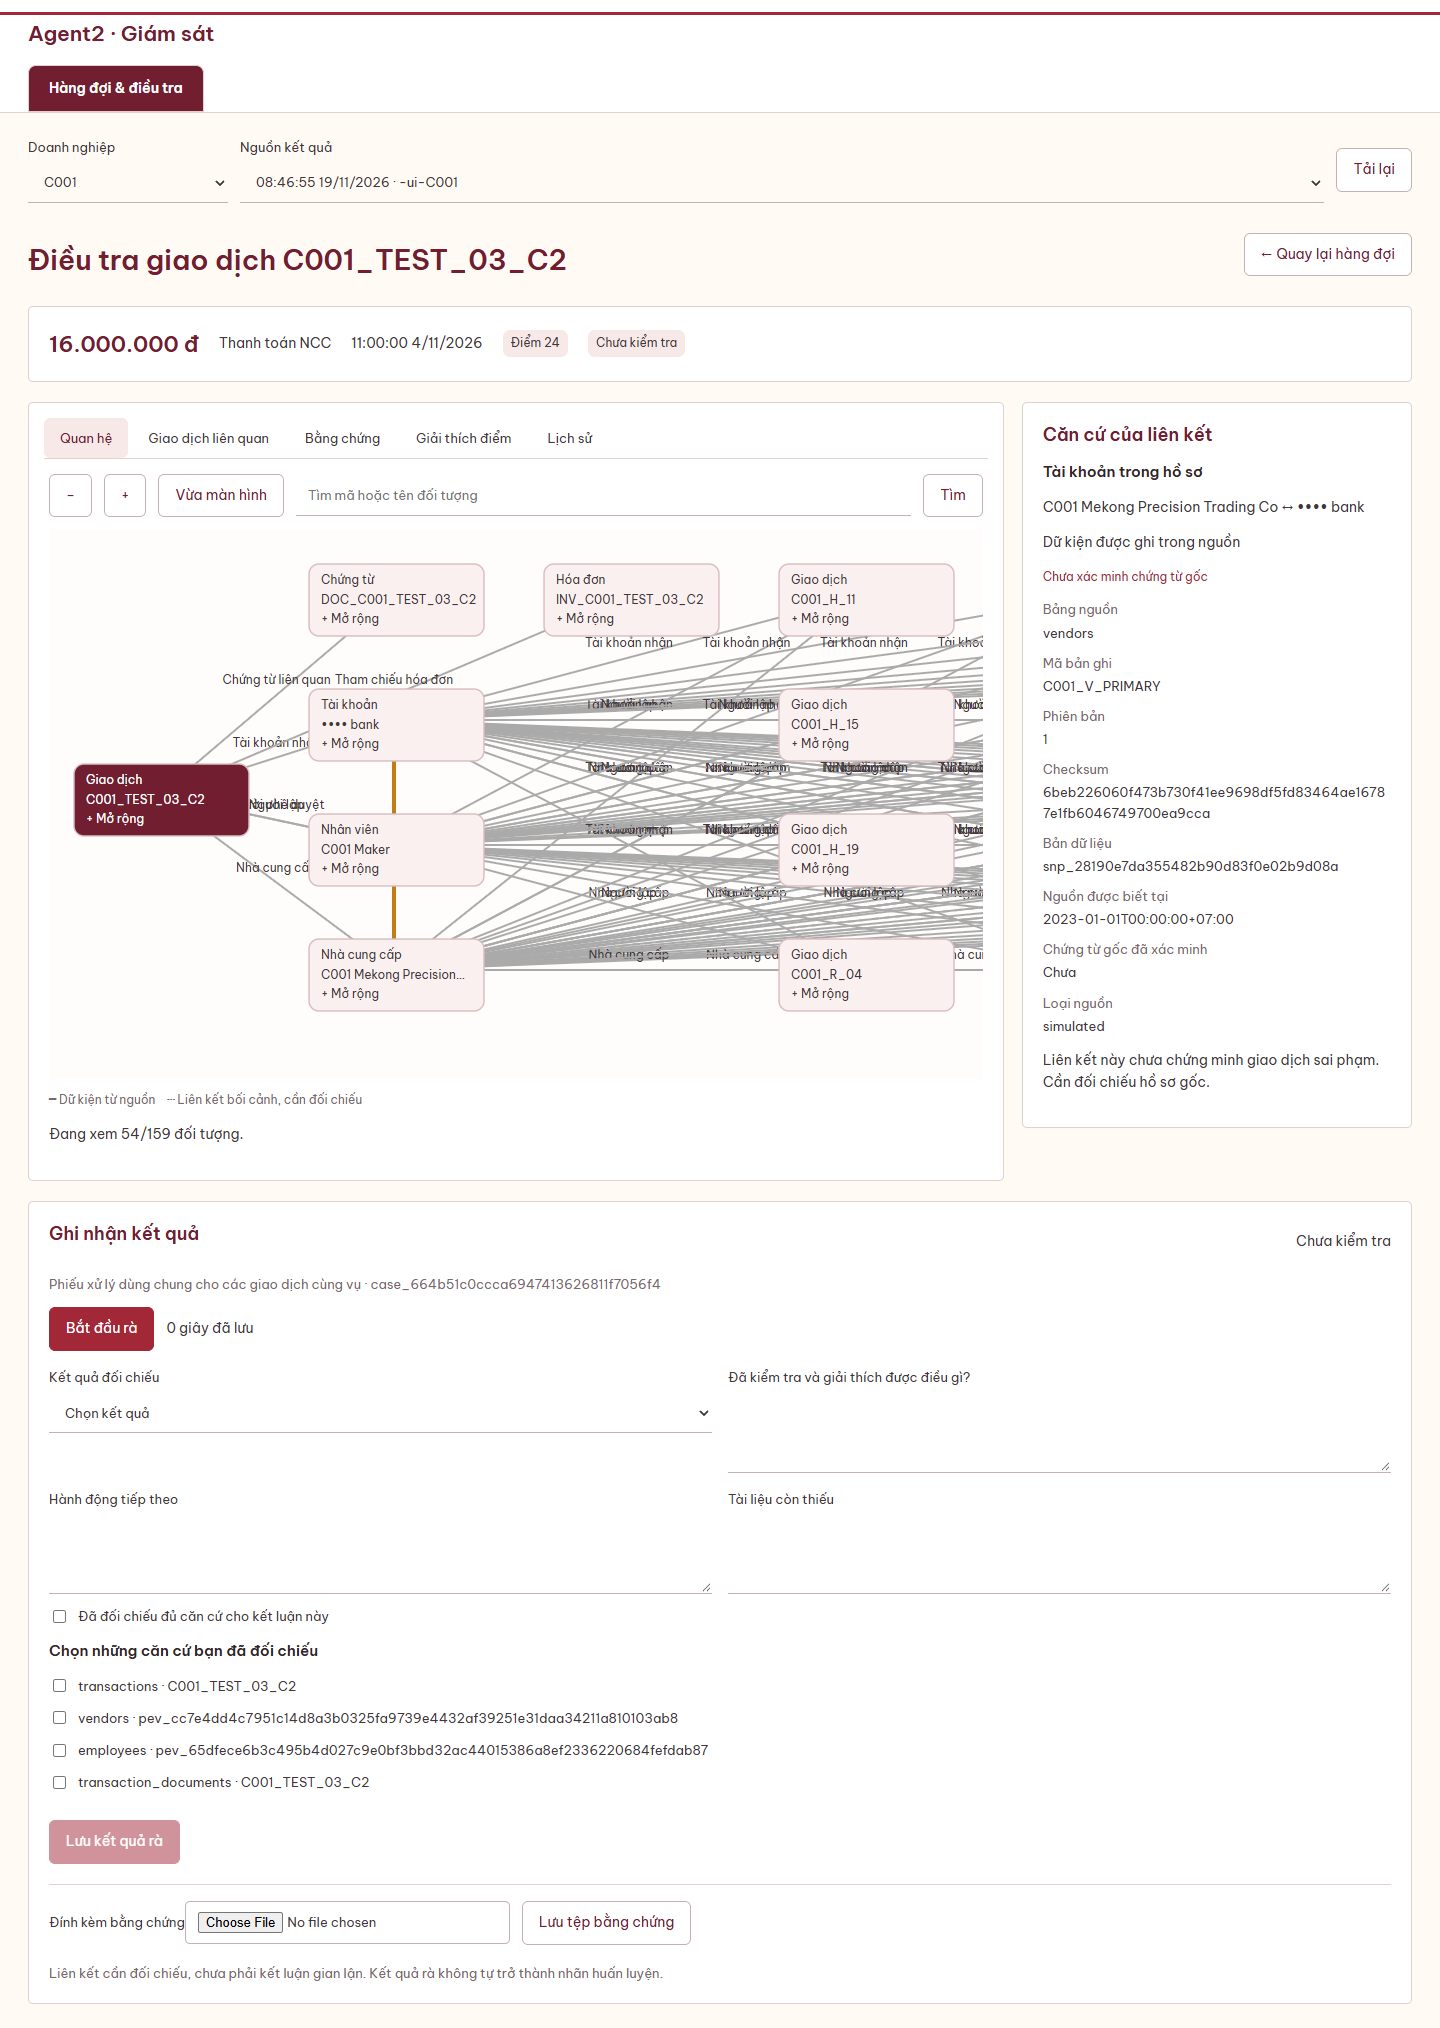 Agent2 · Giám sát
Hàng đợi & điều tra
Doanh nghiệp
Nguồn kết quả
C001
08:46:55 19/11/2026 · -ui-C001
Tải lại
Điều tra giao dịch C001_TEST_03_C2
← Quay lại hàng đợi
16.000.000 đ
Thanh toán NCC
11:00:00 4/11/2026
Điểm 24
Chưa kiểm tra
Quan hệ
Giao dịch liên quan
Bằng chứng
Giải thích điểm
Lịch sử
−
+
Vừa màn hình
Tìm mã hoặc tên đối tượng
Tìm
Chứng từ
DOC_C001_TEST_03_C2
+ Mở rộng
Hóa đơn
INV_C001_TEST_03_C2
+ Mở rộng
Giao dịch
C001_H_11
+ Mở rộng
Tài khoản nhận
Tài khoản nhận
Tài khoản nhận
Chứng từ liên quan
Tham chiếu hóa đơn
Tài khoản
•••• bank
+ Mở rộng
Giao dịch
C001_H_15
+ Mở rộng
Giao dịch
C001_TEST_03_C2
+ Mở rộng
Nhân viên
C001 Maker
+ Mở rộng
Giao dịch
C001_H_19
+ Mở rộng
Nhà cung cấp
Nhà cung cấp
C001 Mekong Precision...
+ Mở rộng
Giao dịch
C001_R_04
+ Mở rộng
━ Dữ kiện từ nguồn
┄ Liên kết bối cảnh, cần đối chiếu
Đang xem 54/159 đối tượng.
Căn cứ của liên kết
Tài khoản trong hồ sơ
C001 Mekong Precision Trading Co ↔ •••• bank
Dữ kiện được ghi trong nguồn
Chưa xác minh chứng từ gốc
Bảng nguồn
vendors
Mã bản ghi
C001_V_PRIMARY
Phiên bản
1
Checksum
6beb226060f473b730f41ee9698df5fd83464ae1678
7e1fb6046749700ea9cca
Bản dữ liệu
snp_28190e7da355482b90d83f0e02b9d08a
Nguồn được biết tại
2023-01-01T00:00:00+07:00
Chứng từ gốc đã xác minh
Chưa
Loại nguồn
simulated
Liên kết này chưa chứng minh giao dịch sai phạm.
Cần đối chiếu hồ sơ gốc.
Ghi nhận kết quả
Chưa kiểm tra
Phiếu xử lý dùng chung cho các giao dịch cùng vụ · case_664b51c0ccca6947413626811f7056f4
Bắt đầu rà
0 giây đã lưu
Kết quả đối chiếu
Đã kiểm tra và giải thích được điều gì?
Chọn kết quả
Hành động tiếp theo
Tài liệu còn thiếu
Đã đối chiếu đủ căn cứ cho kết luận này
Chọn những căn cứ bạn đã đối chiếu
transactions · C001_TEST_03_C2
vendors · pev_cc7e4dd4c7951c14d8a3b0325fa9739e4432af39251e31daa34211a810103ab8
employees · pev_65dfece6b3c495b4d027c9e0bf3bbd32ac44015386a8ef2336220684fefdab87
transaction_documents · C001_TEST_03_C2
Lưu kết quả rà
Đính kèm bằng chứng
Choose File No file chosen
Lưu tệp bằng chứng
Liên kết cần đối chiếu, chưa phải kết luận gian lận. Kết quả rà không tự trở thành nhãn huấn luyện.